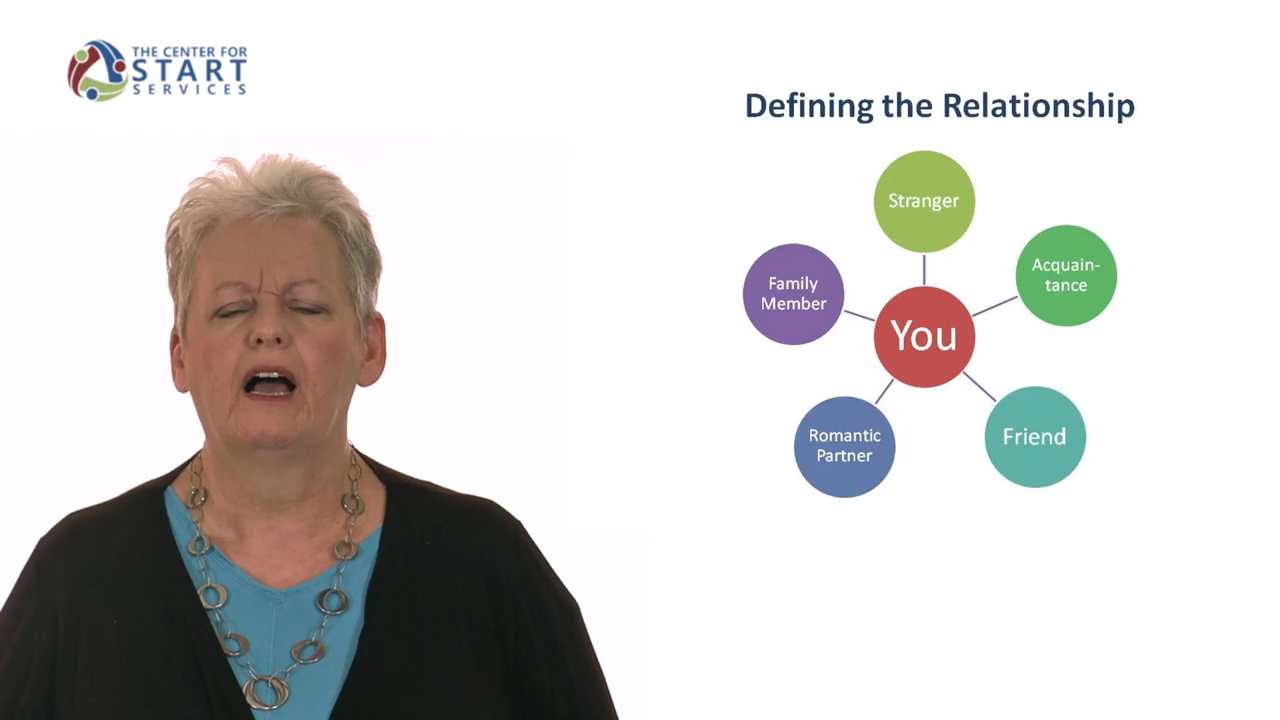 THE CENTER FOR
START
SERVICES
Defining the Relationship
Stranger
Acquain-
tance
Family
Member
You
Friend
Romantic
Partner